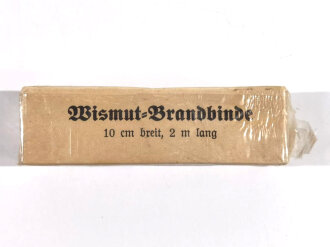 Wismut=Brandbinde
10 cm breit, 2 m lang